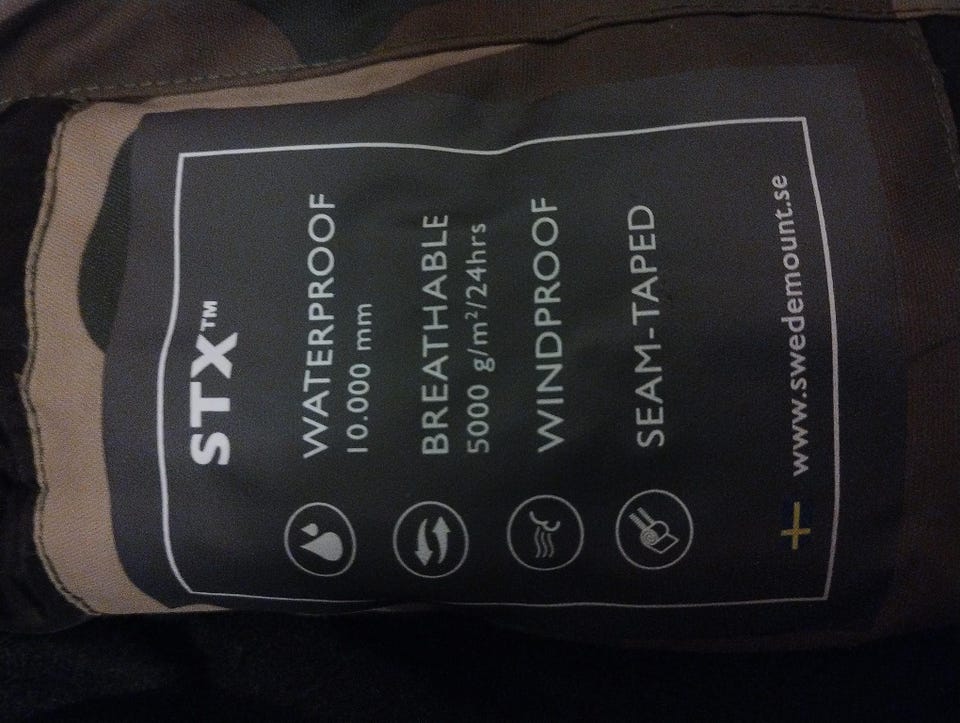 STX™
WATERPROOF
10.000 mm
BREATHABLE
5000 g/m²/24hrs
WINDPROOF
SEAM-TAPED
www.swedemount.se